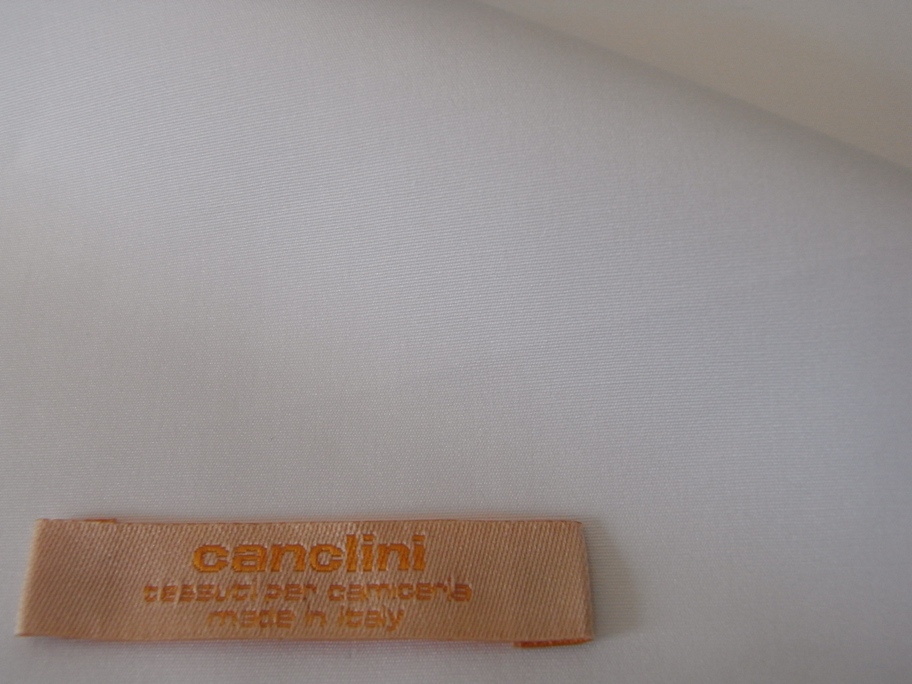 canclini
tessuti per camiceria
made in italy